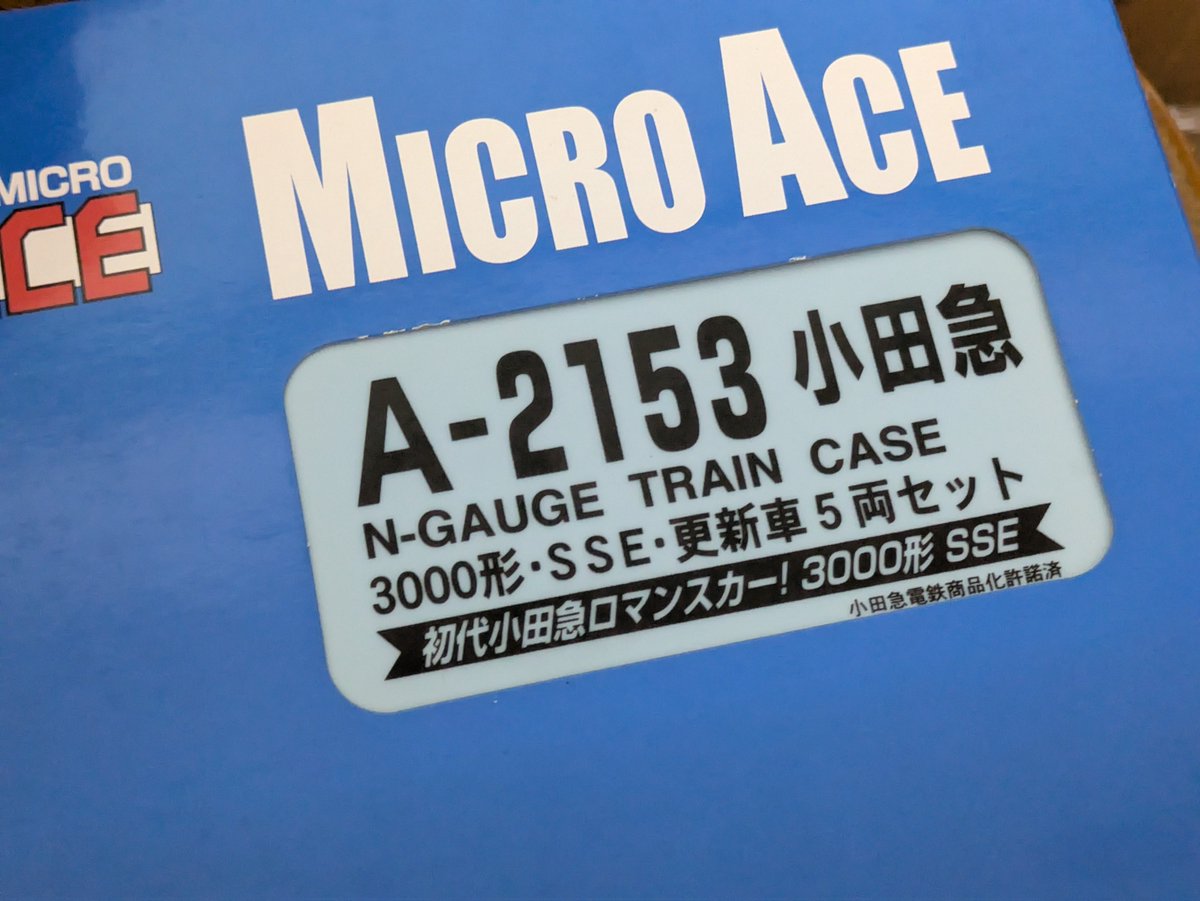 MICRO
CE
MICRO ACE
A-2153 小田急
N-GAUGE TRAIN CASE
3000形・SSE・更新車5両セット
初代小田急ロマンスカー! 3000形 SSE
小田急電鉄商品化許諾済